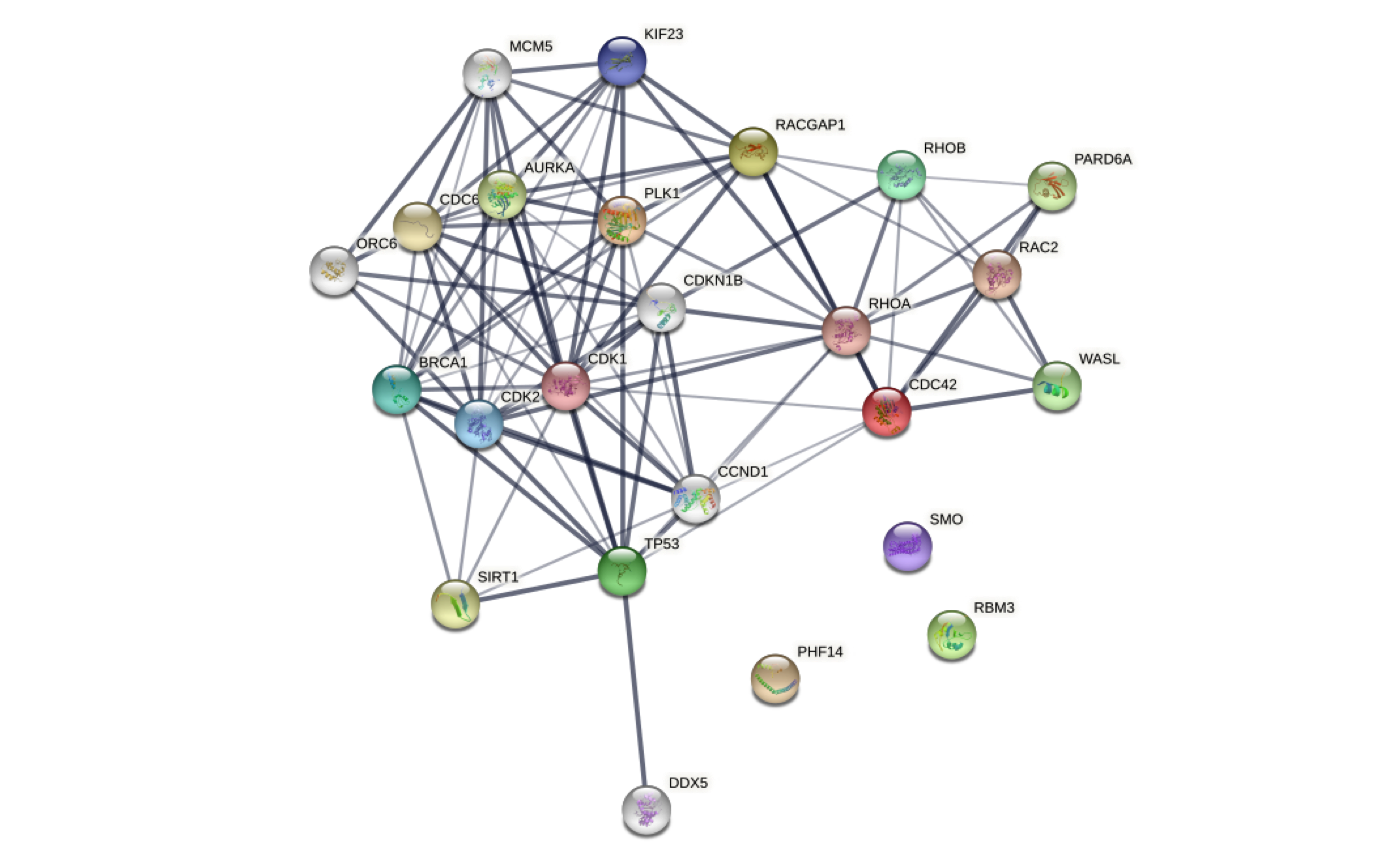 KIF23
MCM5
RACGAP1
RHOB
PARD6A
AURKA
PLK1
CDC6
ORC6
RAC2
CDKN1B
RHOA
CDK1
WASL
BRCA1
CDC42
CDK2
CCND1
SMO
TP53
SIRT1
RBM3
PHF14
DDX5